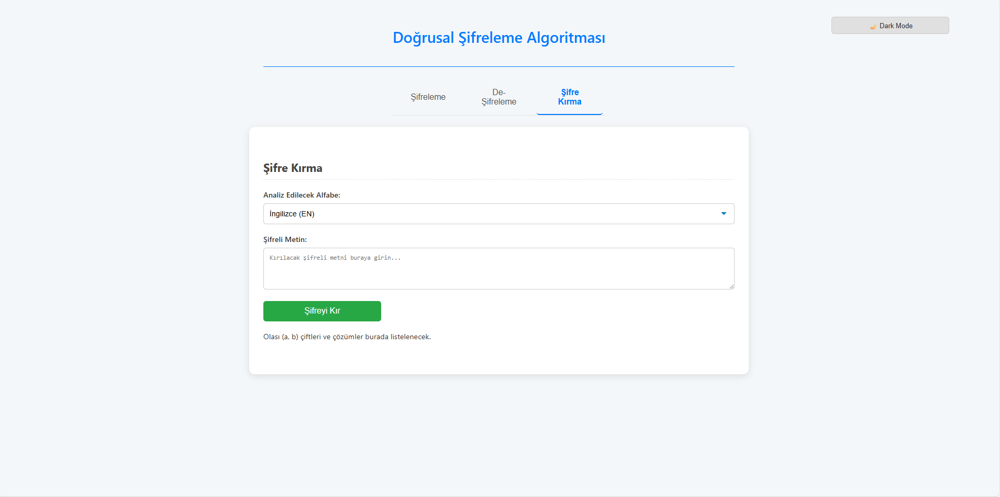 Doğrusal Şifreleme Algoritması
Dark Mode
Şifreleme
De-
Şifreleme
Şifre
Kırma
Şifre Kırma
Analiz Edilecek Alfabe:
İngilizce (EN)
Şifreli Metin:
Kırılacak şifreli metni buraya girin...
Şifreyi Kır
Olası (a, b) çiftleri ve çözümler burada listelenecek.